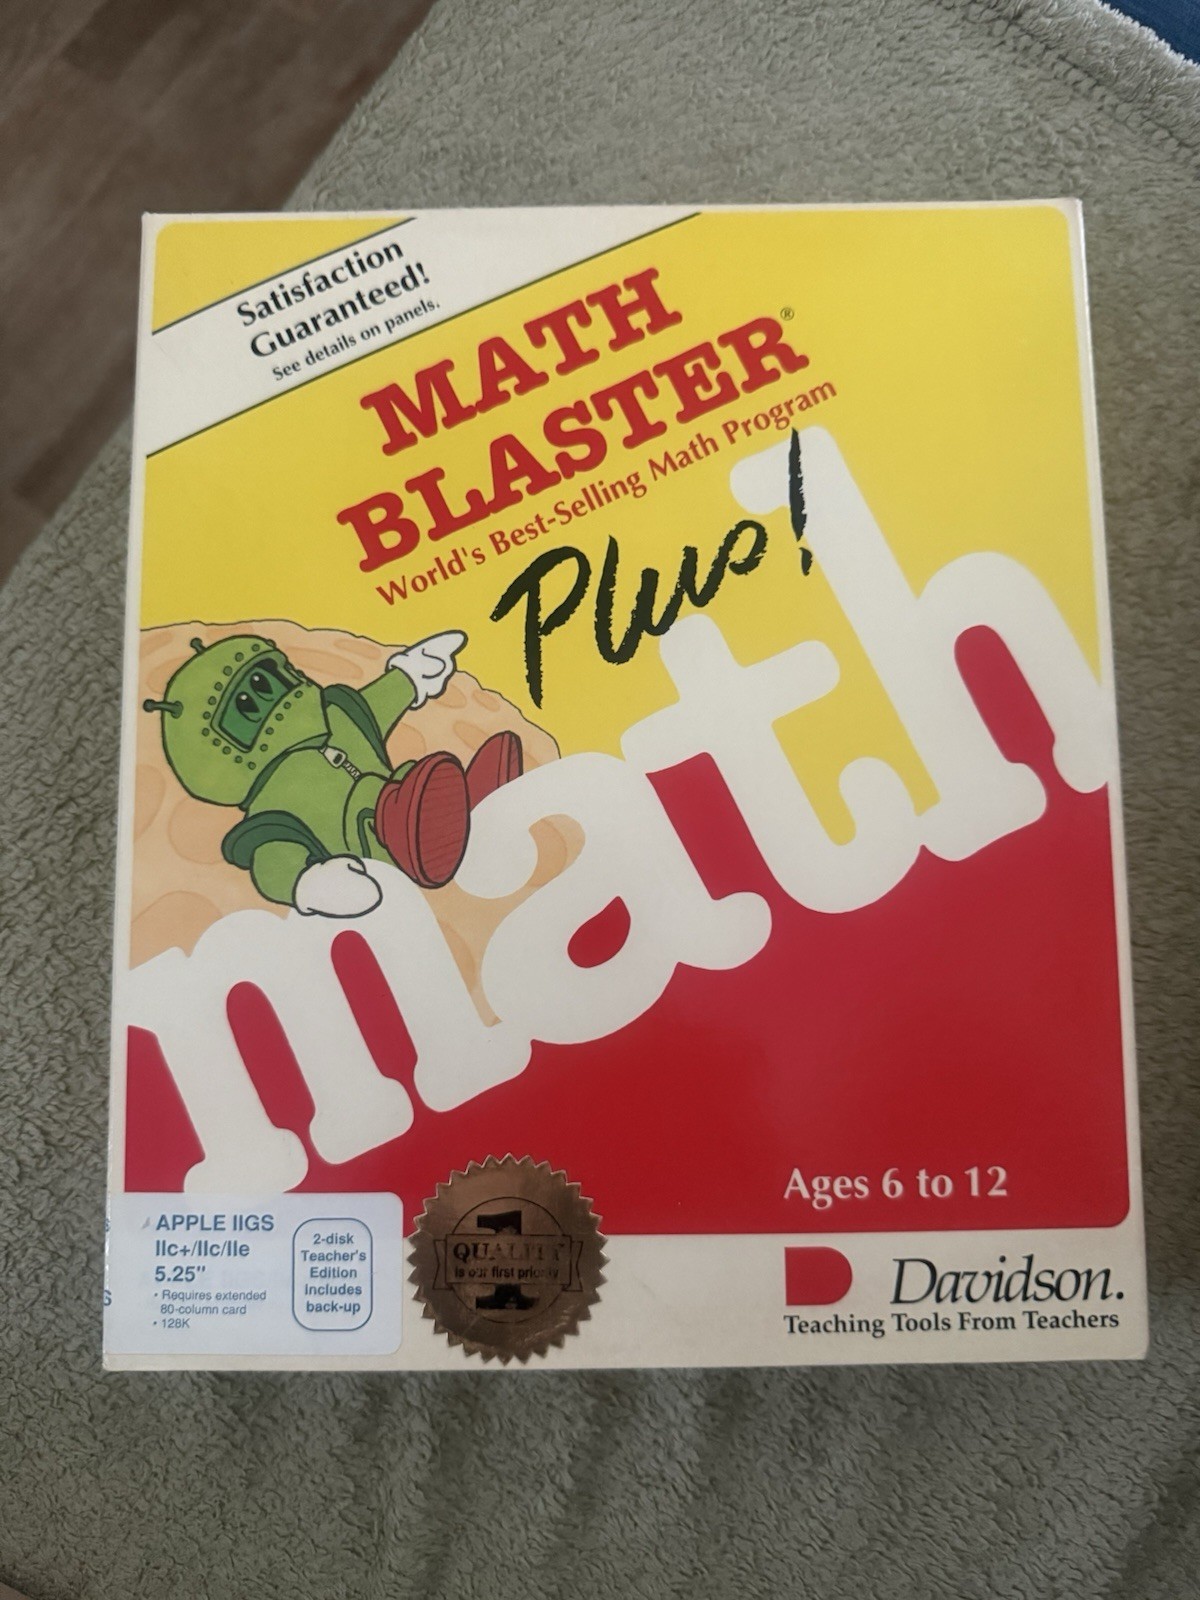 Satisfaction
Guaranteed!
See details on panels.
MATH
BLASTER®
World's Best-Selling Math Program
Plus!
math
Ages 6 to 12
APPLE IIGS
IIc+/IIc/IIe
5.25"
• Requires extended
80-column card
• 128K
2-disk
Teacher's
Edition
includes
back-up
1
QUALITY
is our first priority
Davidson.
Teaching Tools From Teachers